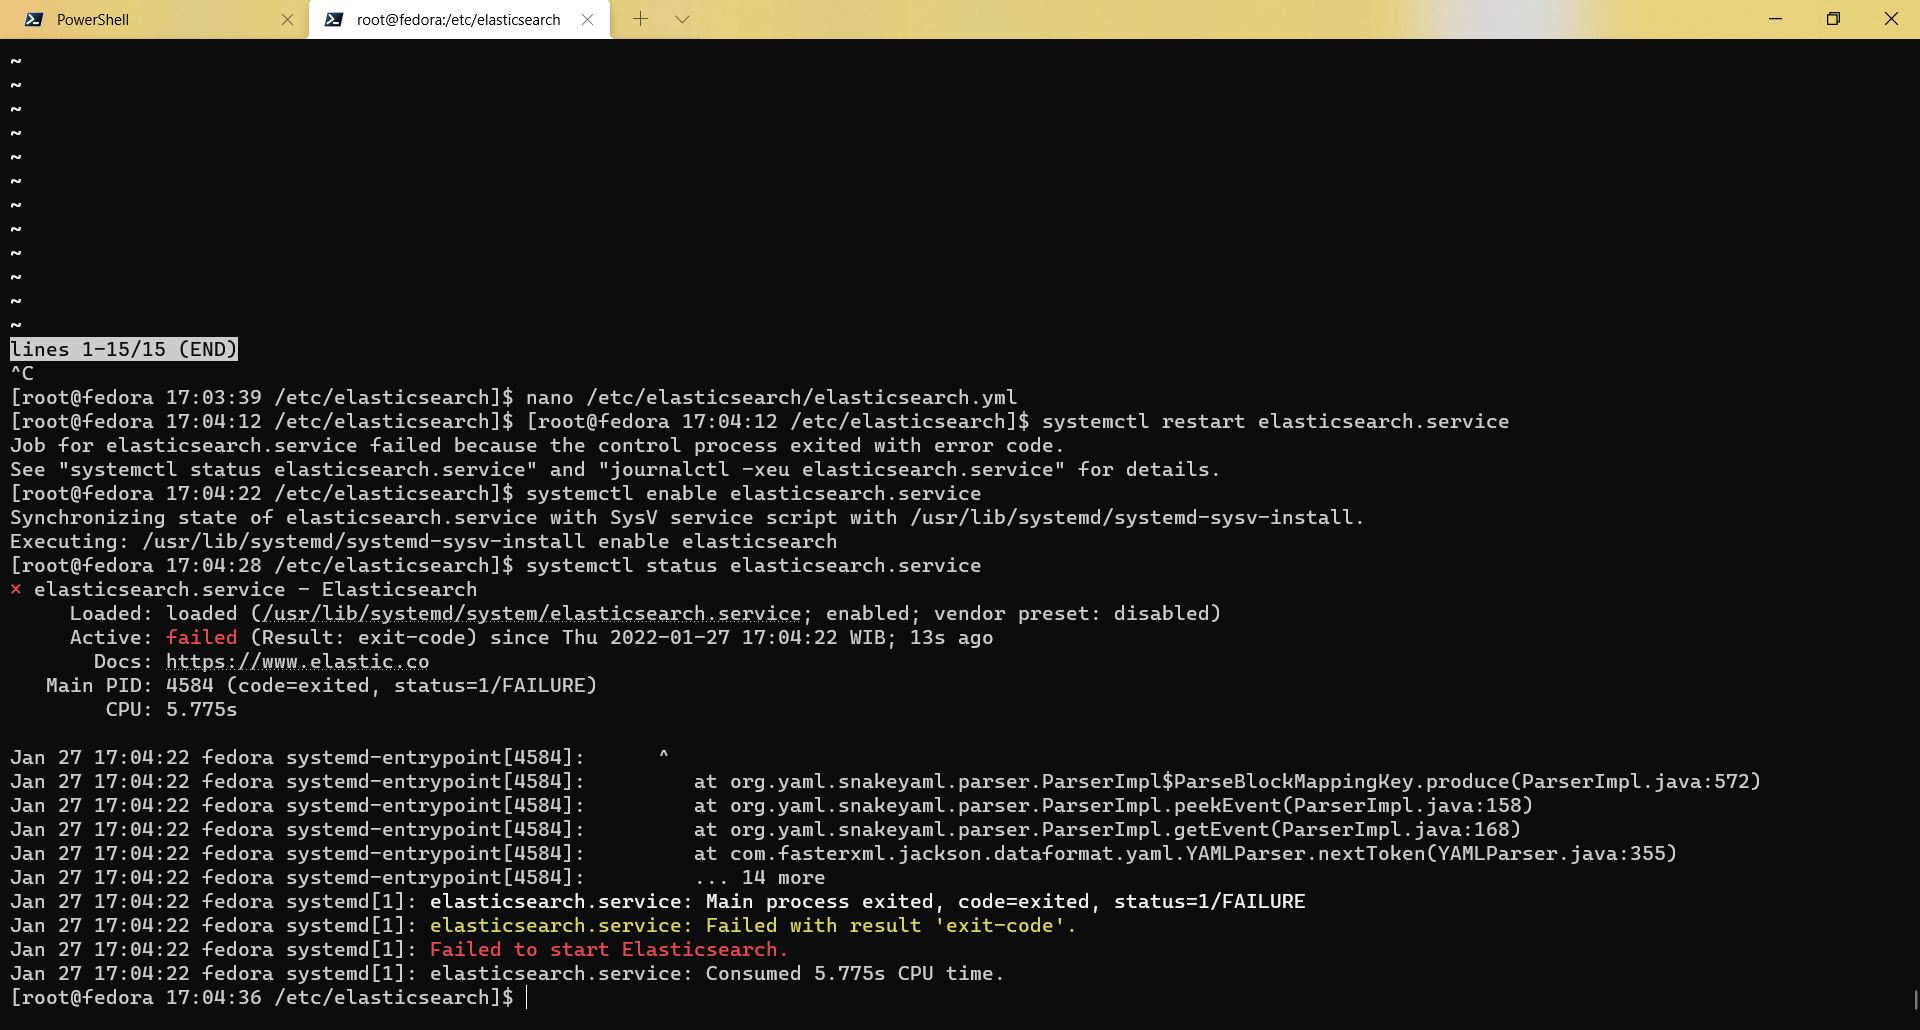 PowerShell
root@fedora:/etc/elasticsearch
~
~
~
~
~
~
~
~
~
~
~
~
lines 1-15/15 (END)
^C
[root@fedora 17:03:39 /etc/elasticsearch]$ nano /etc/elasticsearch/elasticsearch.yml
[root@fedora 17:04:12 /etc/elasticsearch]$ [root@fedora 17:04:12 /etc/elasticsearch]$ systemctl restart elasticsearch.service
Job for elasticsearch.service failed because the control process exited with error code.
See "systemctl status elasticsearch.service" and "journalctl -xeu elasticsearch.service" for details.
[root@fedora 17:04:22 /etc/elasticsearch]$ systemctl enable elasticsearch.service
Synchronizing state of elasticsearch.service with SysV service script with /usr/lib/systemd/systemd-sysv-install.
Executing: /usr/lib/systemd/systemd-sysv-install enable elasticsearch
[root@fedora 17:04:28 /etc/elasticsearch]$ systemctl status elasticsearch.service
× elasticsearch.service - Elasticsearch
     Loaded: loaded (/usr/lib/systemd/system/elasticsearch.service; enabled; vendor preset: disabled)
     Active: failed (Result: exit-code) since Thu 2022-01-27 17:04:22 WIB; 13s ago
       Docs: https://www.elastic.co
   Main PID: 4584 (code=exited, status=1/FAILURE)
        CPU: 5.775s
Jan 27 17:04:22 fedora systemd-entrypoint[4584]:      ^
Jan 27 17:04:22 fedora systemd-entrypoint[4584]:         at org.yaml.snakeyaml.parser.ParserImpl$ParseBlockMappingKey.produce(ParserImpl.java:572)
Jan 27 17:04:22 fedora systemd-entrypoint[4584]:         at org.yaml.snakeyaml.parser.ParserImpl.peekEvent(ParserImpl.java:158)
Jan 27 17:04:22 fedora systemd-entrypoint[4584]:         at org.yaml.snakeyaml.parser.ParserImpl.getEvent(ParserImpl.java:168)
Jan 27 17:04:22 fedora systemd-entrypoint[4584]:         at com.fasterxml.jackson.dataformat.yaml.YAMLParser.nextToken(YAMLParser.java:355)
Jan 27 17:04:22 fedora systemd-entrypoint[4584]:         ... 14 more
Jan 27 17:04:22 fedora systemd[1]: elasticsearch.service: Main process exited, code=exited, status=1/FAILURE
Jan 27 17:04:22 fedora systemd[1]: elasticsearch.service: Failed with result 'exit-code'.
Jan 27 17:04:22 fedora systemd[1]: Failed to start Elasticsearch.
Jan 27 17:04:22 fedora systemd[1]: elasticsearch.service: Consumed 5.775s CPU time.
[root@fedora 17:04:36 /etc/elasticsearch]$